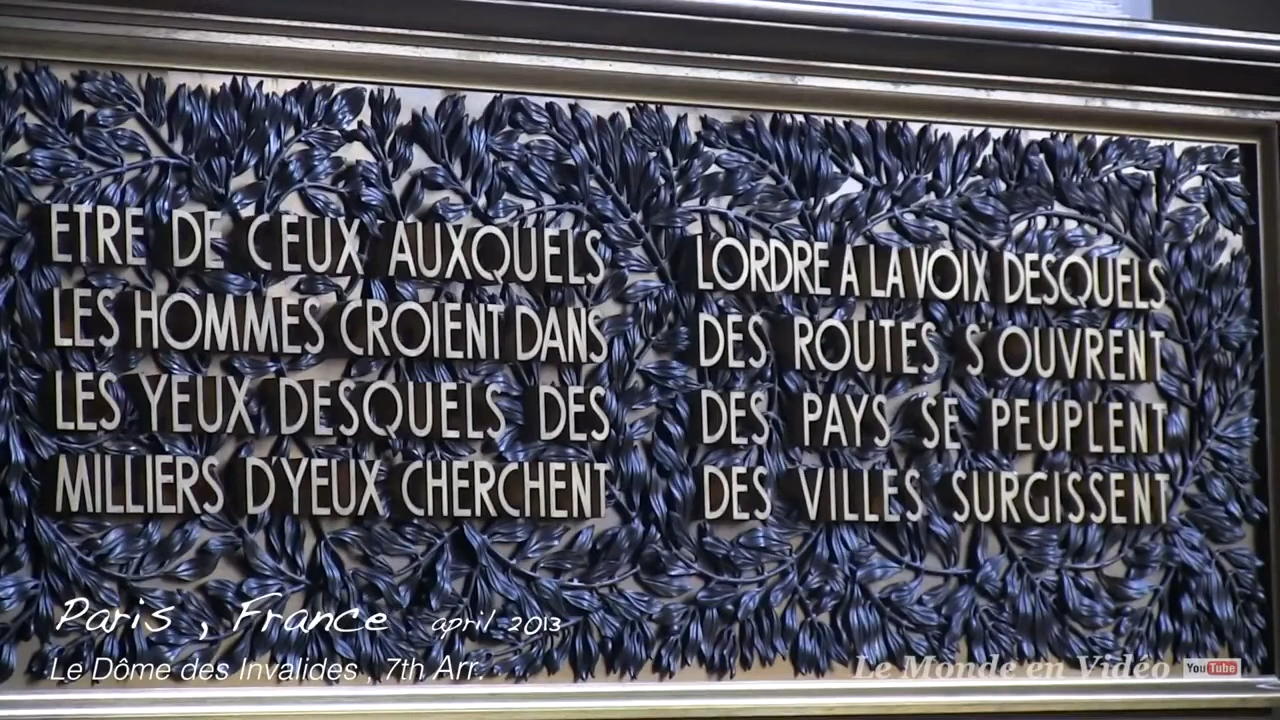 ETRE DE CEUX AUXQUELS
LES HOMMES CROIENT DANS
LES YEUX DESQUELS DES
MILLIERS D'YEUX CHERCHENT
LORDRE A LA VOIX DESQUELS
DES ROUTES S'OUVRENT
DES PAYS SE PEUPLENT
DES VILLES SURGISSENT
Paris , France april 2013
Le Dôme des Invalides , 7th Arr.
Le Monde en Vidéo YouTube